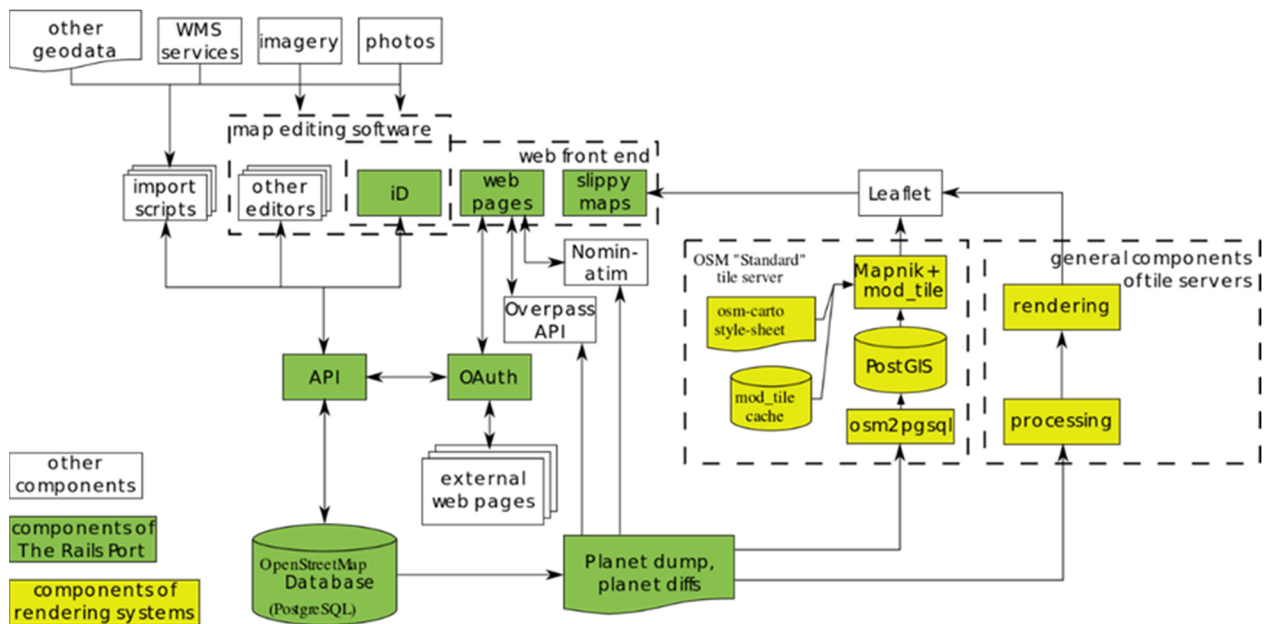 other
geodata
WMS
services
imagery
photos
map editing software
import
scripts
other
editors
iD
web front end
web
pages
slippy
maps
Leaflet
Nomin-
atim
Overpass
API
OSM "Standard"
tile server
Mapnik+
mod_tile
osm-carto
style-sheet
PostGIS
mod_tile
cache
osm2pgsql
general components
of tile servers
rendering
processing
API
OAuth
external
web pages
other
components
components of
The Rails Port
components of
rendering systems
OpenStreetMap
Database
(PostgreSQL)
Planet dump,
planet diffs